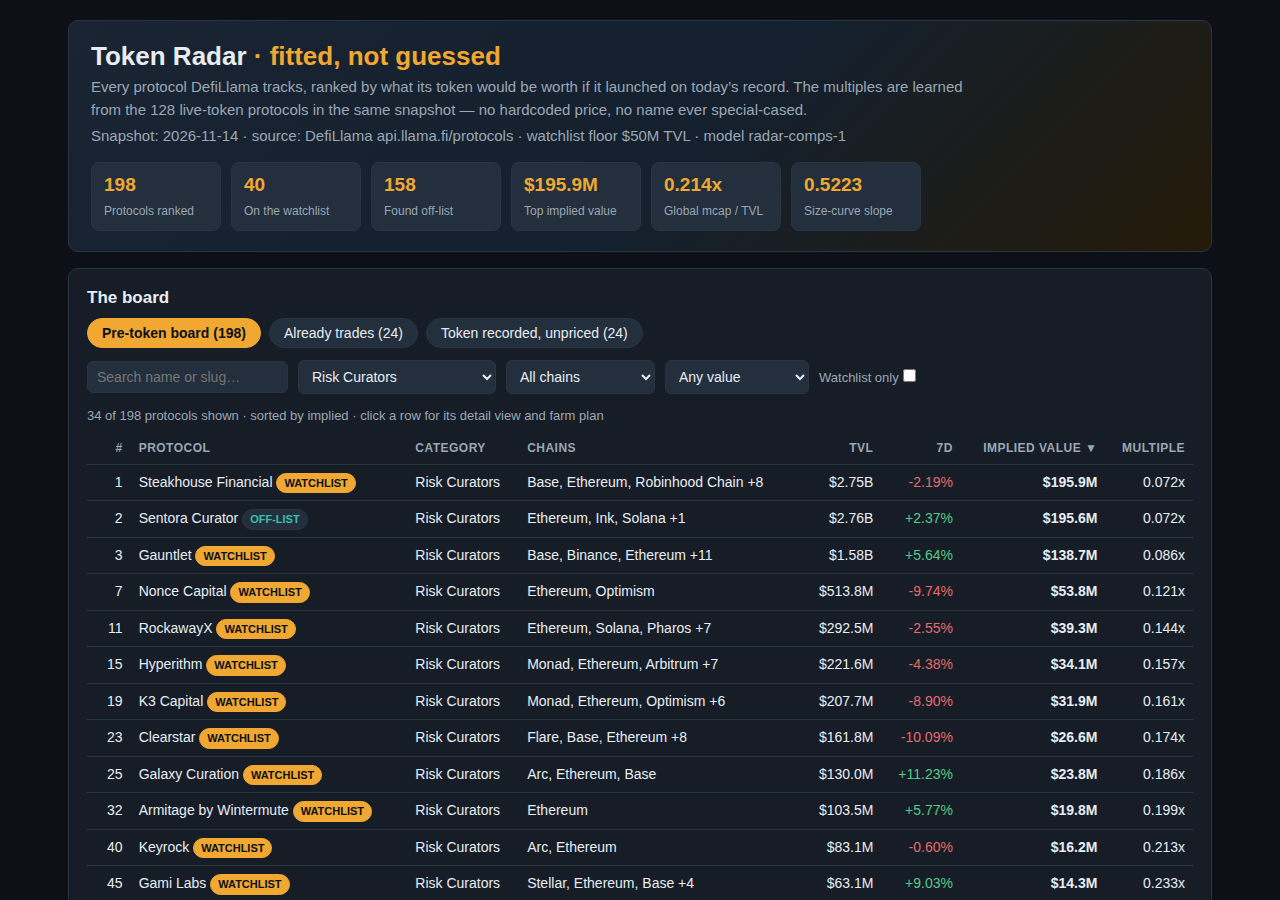 Token Radar · fitted, not guessed
Every protocol DefiLlama tracks, ranked by what its token would be worth if it launched on today’s record. The multiples are learned
from the 128 live-token protocols in the same snapshot — no hardcoded price, no name ever special-cased.
Snapshot: 2026-11-14 · source: DefiLlama api.llama.fi/protocols · watchlist floor $50M TVL · model radar-comps-1
198 40 158 $195.9M 0.214x 0.5223
Protocols ranked On the watchlist Found off-list Top implied value Global mcap / TVL Size-curve slope
The board
Pre-token board (198) Already trades (24) Token recorded, unpriced (24)
Search name or slug… Risk Curators All chains Any value Watchlist only
34 of 198 protocols shown · sorted by implied · click a row for its detail view and farm plan
# PROTOCOL CATEGORY CHAINS TVL 7D IMPLIED VALUE ▼ MULTIPLE
1 Steakhouse Financial WATCHLIST Risk Curators Base, Ethereum, Robinhood Chain +8 $2.75B -2.19% $195.9M 0.072x
2 Sentora Curator OFF-LIST Risk Curators Ethereum, Ink, Solana +1 $2.76B +2.37% $195.6M 0.072x
3 Gauntlet WATCHLIST Risk Curators Base, Binance, Ethereum +11 $1.58B +5.64% $138.7M 0.086x
7 Nonce Capital WATCHLIST Risk Curators Ethereum, Optimism $513.8M -9.74% $53.8M 0.121x
11 RockawayX WATCHLIST Risk Curators Ethereum, Solana, Pharos +7 $292.5M -2.55% $39.3M 0.144x
15 Hyperithm WATCHLIST Risk Curators Monad, Ethereum, Arbitrum +7 $221.6M -4.38% $34.1M 0.157x
19 K3 Capital WATCHLIST Risk Curators Monad, Ethereum, Optimism +6 $207.7M -8.90% $31.9M 0.161x
23 Clearstar WATCHLIST Risk Curators Flare, Base, Ethereum +8 $161.8M -10.09% $26.6M 0.174x
25 Galaxy Curation WATCHLIST Risk Curators Arc, Ethereum, Base $130.0M +11.23% $23.8M 0.186x
32 Armitage by Wintermute WATCHLIST Risk Curators Ethereum $103.5M +5.77% $19.8M 0.199x
40 Keyrock WATCHLIST Risk Curators Arc, Ethereum $83.1M -0.60% $16.2M 0.213x
45 Gami Labs WATCHLIST Risk Curators Stellar, Ethereum, Base +4 $63.1M +9.03% $14.3M 0.233x